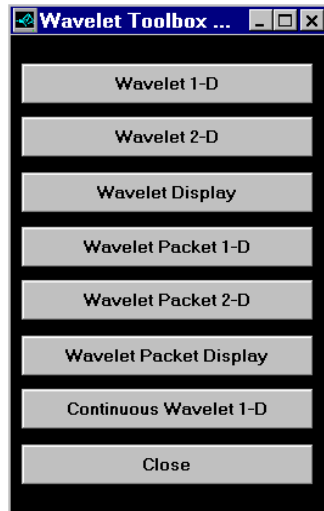 Wavelet Toolbox ...
Wavelet 1-D
Wavelet 2-D
Wavelet Display
Wavelet Packet 1-D
Wavelet Packet 2-D
Wavelet Packet Display
Continuous Wavelet 1-D
Close